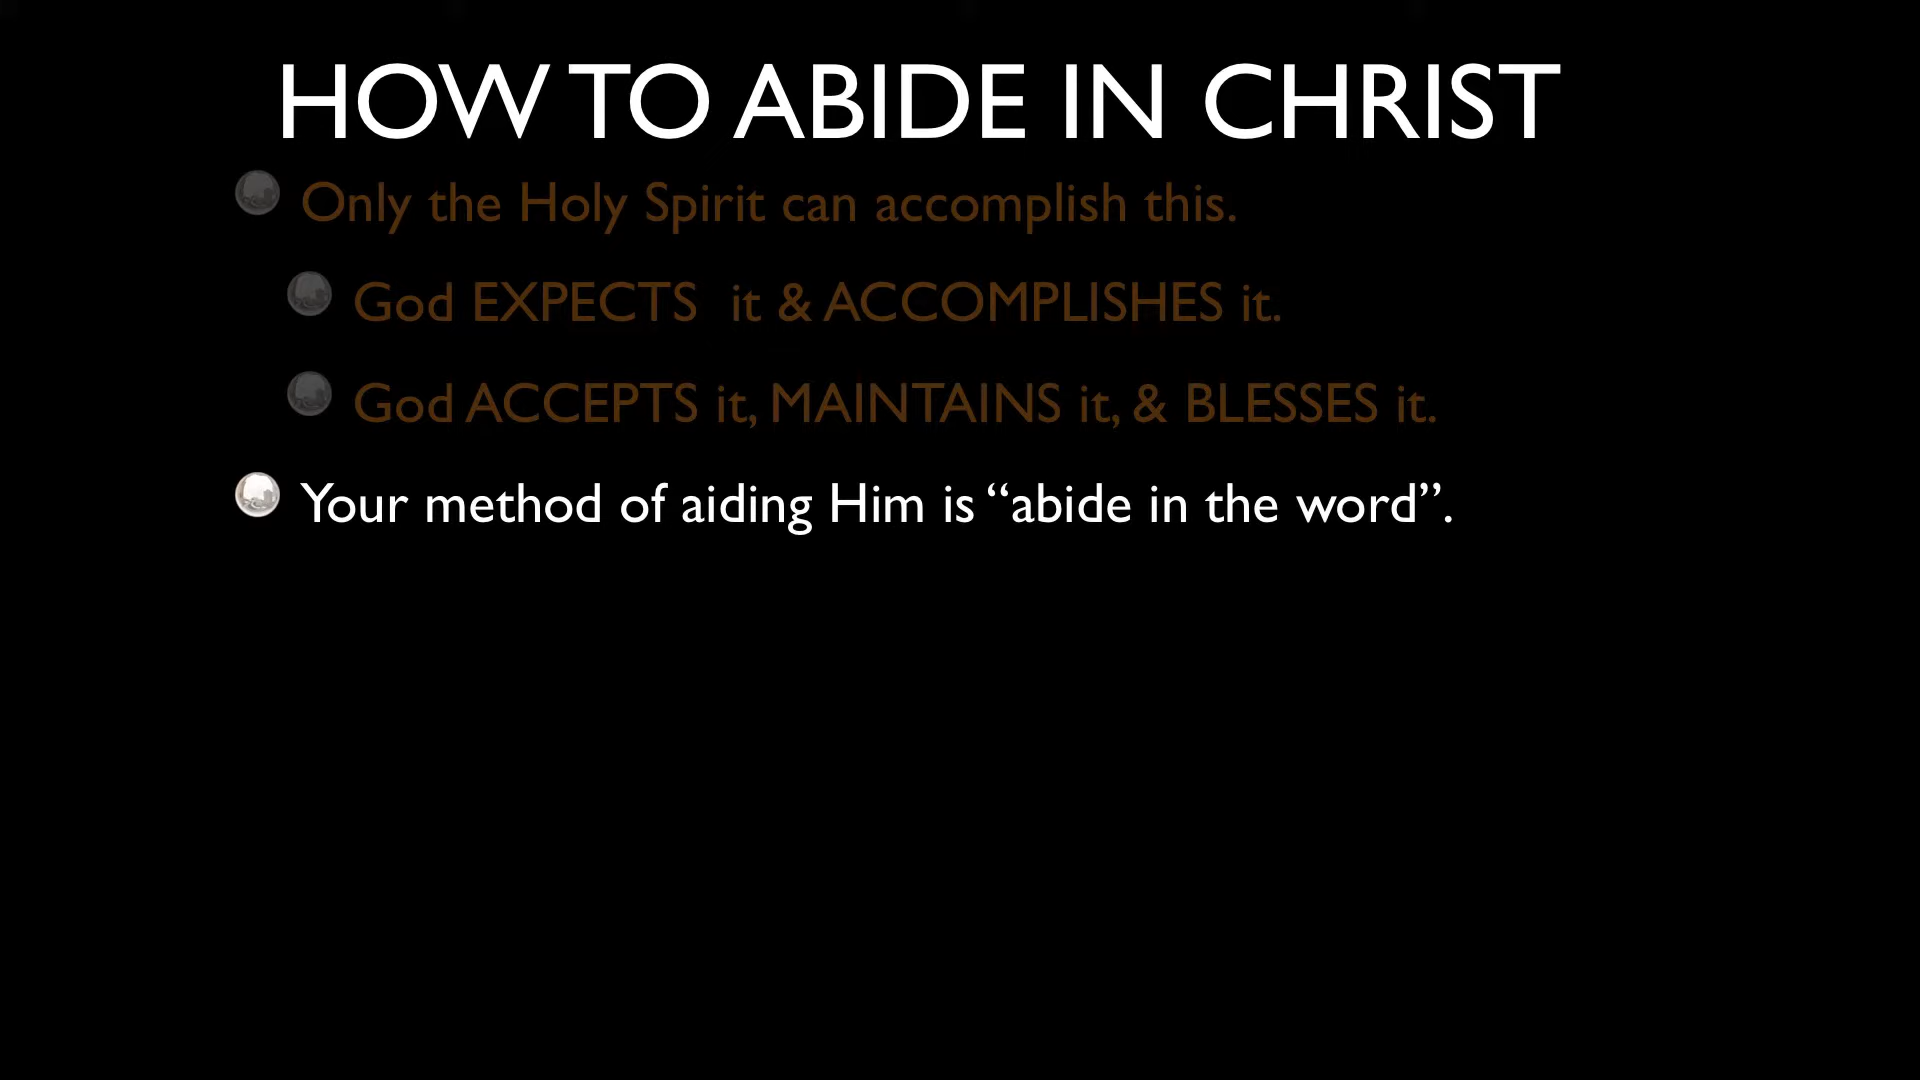 HOW TO ABIDE IN CHRIST
Only the Holy Spirit can accomplish this.
God EXPECTS it & ACCOMPLISHES it.
God ACCEPTS it, MAINTAINS it, & BLESSES it.
Your method of aiding Him is “abide in the word”.